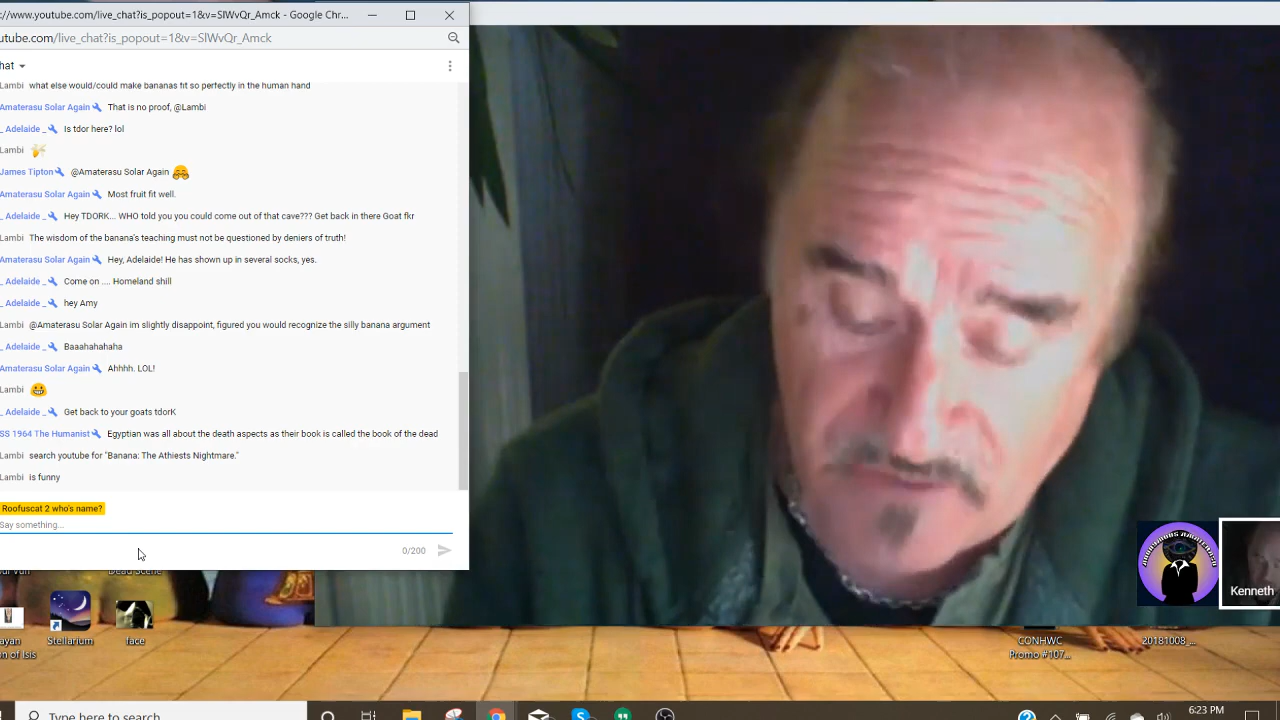 ://www.youtube.com/live_chat?is_popout=1&v=SlWvQr_Amck - Google Chr...
outube.com/live_chat?is_popout=1&v=SlWvQr_Amck
hat
Lambi what else would/could make bananas fit so perfectly in the human hand
Amaterasu Solar Again That is no proof, @Lambi
_ Adelaide _ Is tdor here? lol
Lambi
James Tipton @Amaterasu Solar Again
Amaterasu Solar Again Most fruit fit well.
_ Adelaide _ Hey TDORK... WHO told you you could come out of that cave??? Get back in there Goat fkr
Lambi The wisdom of the banana's teaching must not be questioned by deniers of truth!
Amaterasu Solar Again Hey, Adelaide! He has shown up in several socks, yes.
_ Adelaide _ Come on .... Homeland shill
_ Adelaide _ hey Amy
Lambi @Amaterasu Solar Again im slightly disappoint, figured you would recognize the silly banana argument
_ Adelaide _ Baaahahahaha
Amaterasu Solar Again Ahhhh. LOL!
Lambi
_ Adelaide _ Get back to your goats tdorK
SS 1964 The Humanist Egyptian was all about the death aspects as their book is called the book of the dead
Lambi search youtube for "Banana: The Athiests Nightmare."
Lambi is funny
Roofuscat 2 who's name?
Say something...
0/200
Dead Scene
ayan
on of Isis
Stellarium
face
CONHWC
Promo #107...
20181008_...
Kenneth
Type here to search
6:23 PM